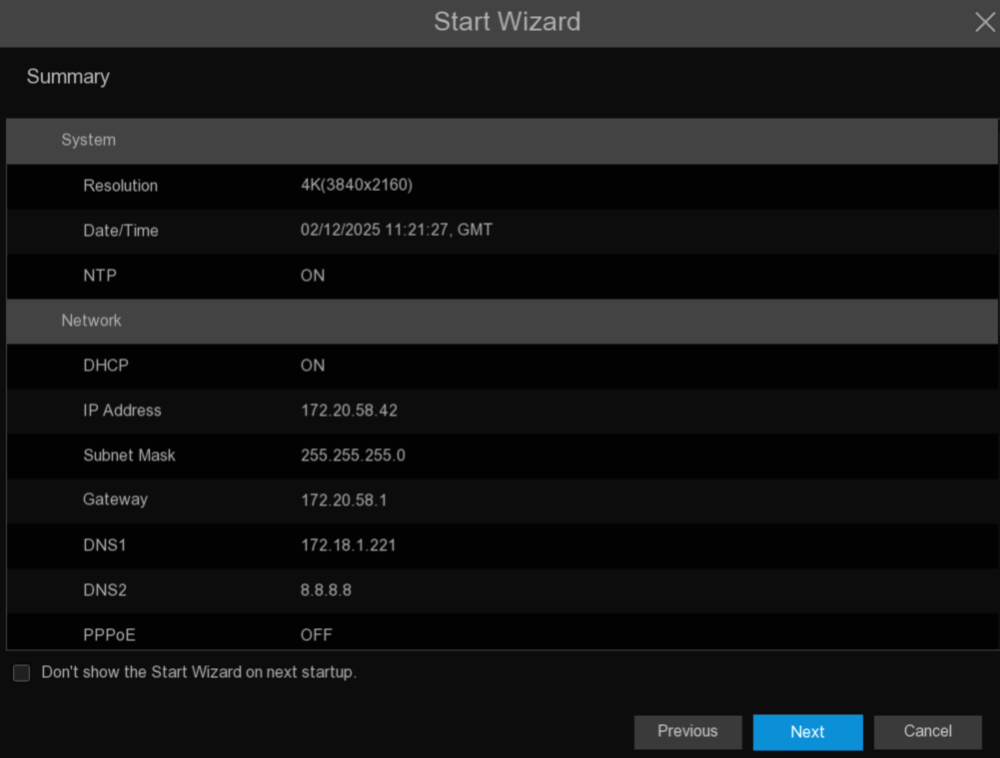 Start Wizard
Summary
System
Resolution 4K(3840x2160)
Date/Time 02/12/2025 11:21:27, GMT
NTP ON
Network
DHCP ON
IP Address 172.20.58.42
Subnet Mask 255.255.255.0
Gateway 172.20.58.1
DNS1 172.18.1.221
DNS2 8.8.8.8
PPPoE OFF
Don't show the Start Wizard on next startup.
Previous Next Cancel